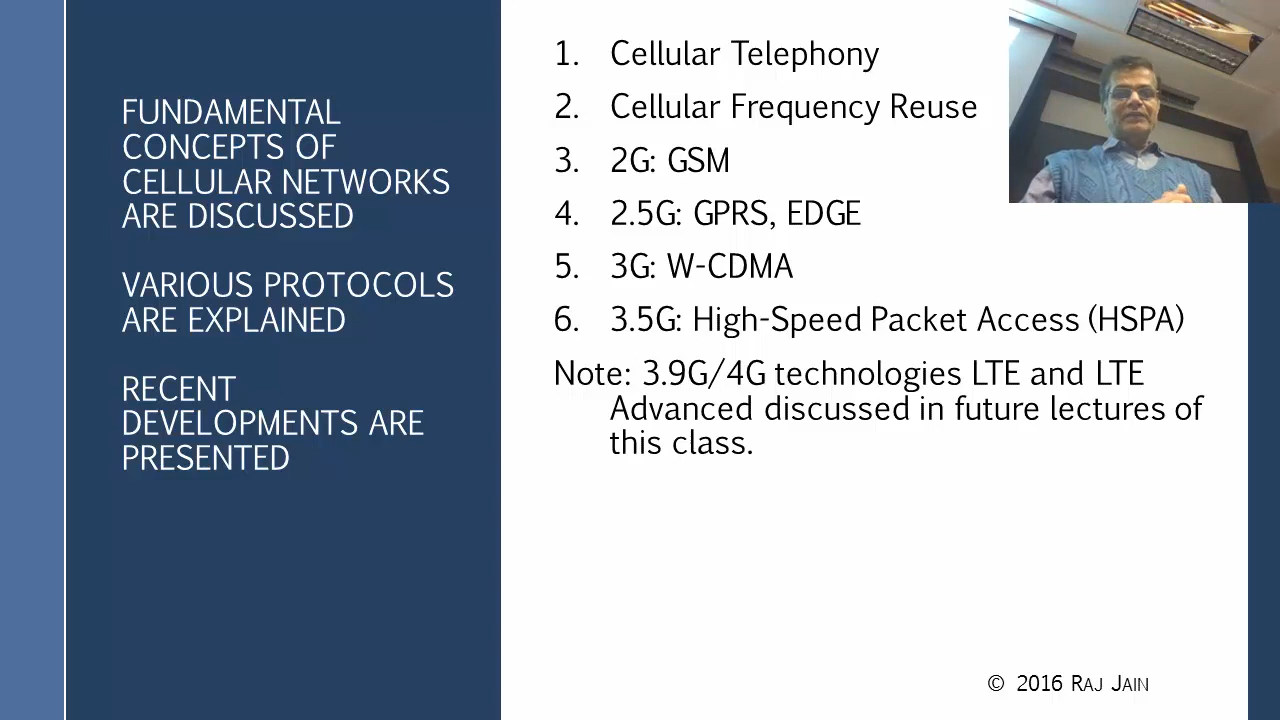 FUNDAMENTAL
CONCEPTS OF
CELLULAR NETWORKS
ARE DISCUSSED
VARIOUS PROTOCOLS
ARE EXPLAINED
RECENT
DEVELOPMENTS ARE
PRESENTED
1. Cellular Telephony
2. Cellular Frequency Reuse
3. 2G: GSM
4. 2.5G: GPRS, EDGE
5. 3G: W-CDMA
6. 3.5G: High-Speed Packet Access (HSPA)
Note: 3.9G/4G technologies LTE and LTE
Advanced discussed in future lectures of
this class.
© 2016 RAJ JAIN